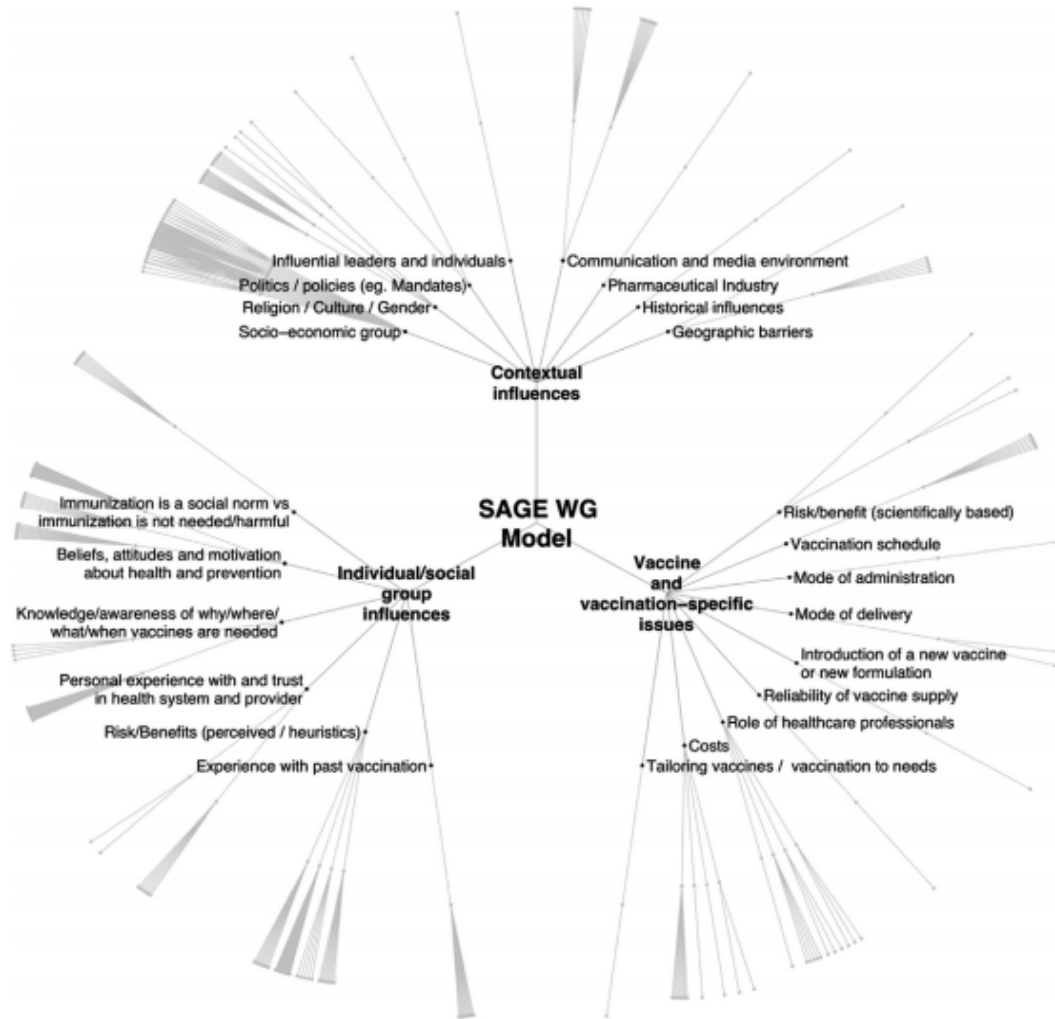 Influential leaders and individuals
Communication and media environment
Politics / policies (eg. Mandates)
Pharmaceutical Industry
Religion / Culture / Gender
Historical influences
Socio−economic group
Geographic barriers
Contextual
influences
SAGE WG
Model
Immunization is a social norm vs
immunization is not needed/harmful
Beliefs, attitudes and motivation
about health and prevention
Individual/social
group
influences
Knowledge/awareness of why/where/
what/when vaccines are needed
Personal experience with and trust
in health system and provider
Risk/Benefits (perceived / heuristics)
Experience with past vaccination
Vaccine
and
vaccination−specific
issues
Risk/benefit (scientifically based)
Vaccination schedule
Mode of administration
Mode of delivery
Introduction of a new vaccine
or new formulation
Reliability of vaccine supply
Role of healthcare professionals
Costs
Tailoring vaccines / vaccination to needs